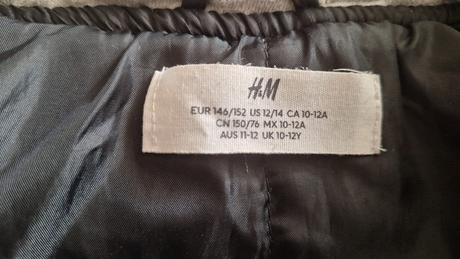 H&M
EUR 146/152 US 12/14 CA 10-12A
CN 150/76 MX 10-12A
AUS 11-12 UK 10-12Y